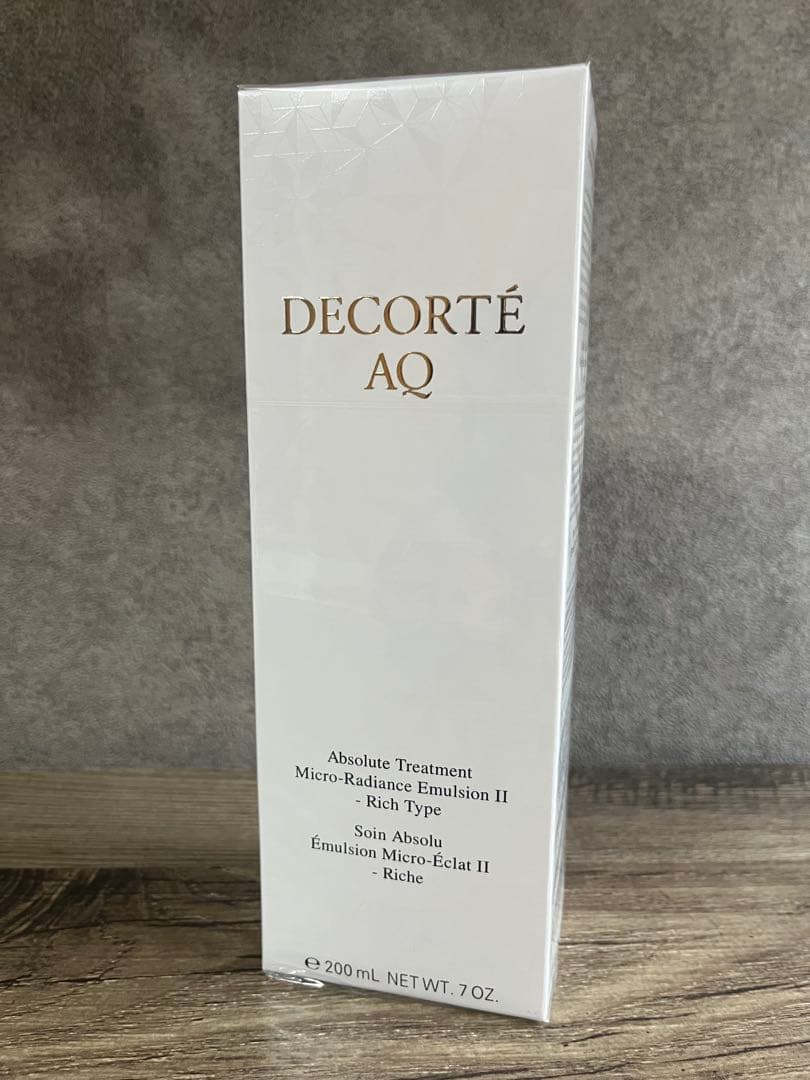 DECORTÉ
AQ
Absolute Treatment
Micro-Radiance Emulsion II
- Rich Type
Soin Absolu
Émulsion Micro-Éclat II
- Riche
℮ 200 mL NET WT. 7 OZ.